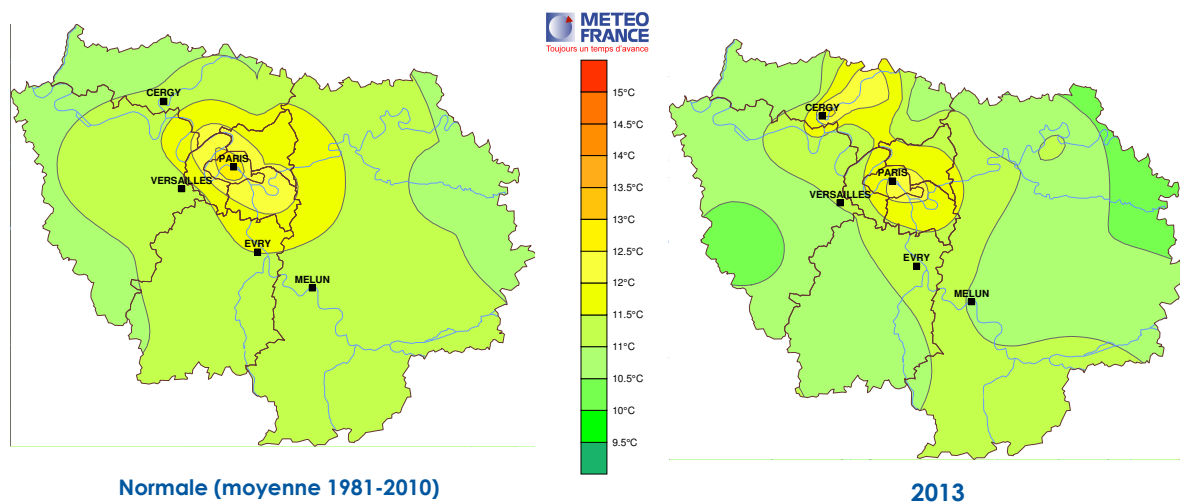 METEO
FRANCE
Toujours un temps d'avance
CERGY
PARIS
VERSAILLES
EVRY
MELUN
15°C
14.5°C
14°C
13.5°C
13°C
12.5°C
12°C
11.5°C
11°C
10.5°C
10°C
9.5°C
CERGY
PARIS
VERSAILLES
EVRY
MELUN
Normale (moyenne 1981-2010)
2013